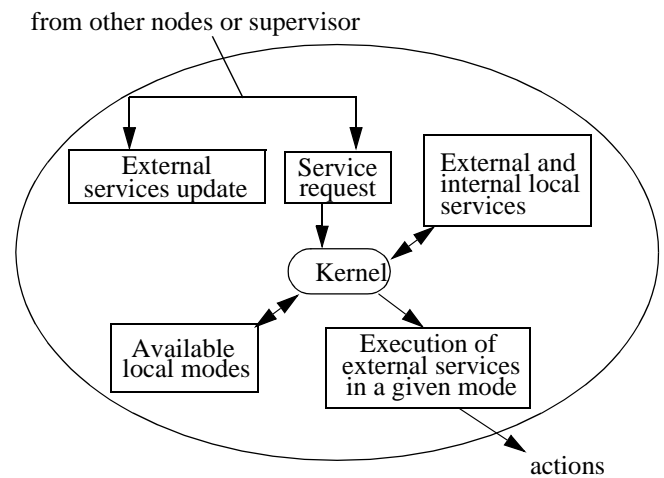 from other nodes or supervisor
External
services update
Service
request
External and
internal local
services
Kernel
Available
local modes
Execution of
external services
in a given mode
actions